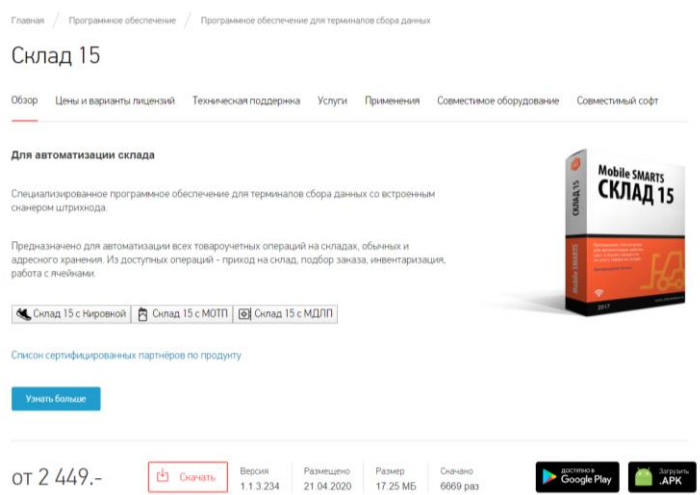 Главная / Программное обеспечение / Программное обеспечение для терминалов сбора данных
Склад 15
Обзор Цены и варианты лицензий Техническая поддержка Услуги Применения Совместимое оборудование Совместимый софт
Для автоматизации склада
Специализированное программное обеспечение для терминалов сбора данных со встроенным
сканером штрихкода.
Предназначено для автоматизации всех товароучетных операций на складах, обычных и
адресного хранения. Из доступных операций - приход на склад, подбор заказа, инвентаризация,
работа с ячейками.
Склад 15 с Кировкой Склад 15 с МОТП Склад 15 с МДЛП
Список сертифицированных партнёров по продукту
Узнать больше
Mobile SMARTS
СКЛАД 15
СКЛАД 15
Mobile SMARTS
2017
от 2 449.-
Скачать
Версия Размещено Размер Скачано
1.1.3.234 21.04.2020 17.25 МБ 6669 раз
ДОСТУПНО В
Google Play
Загрузить
.APK